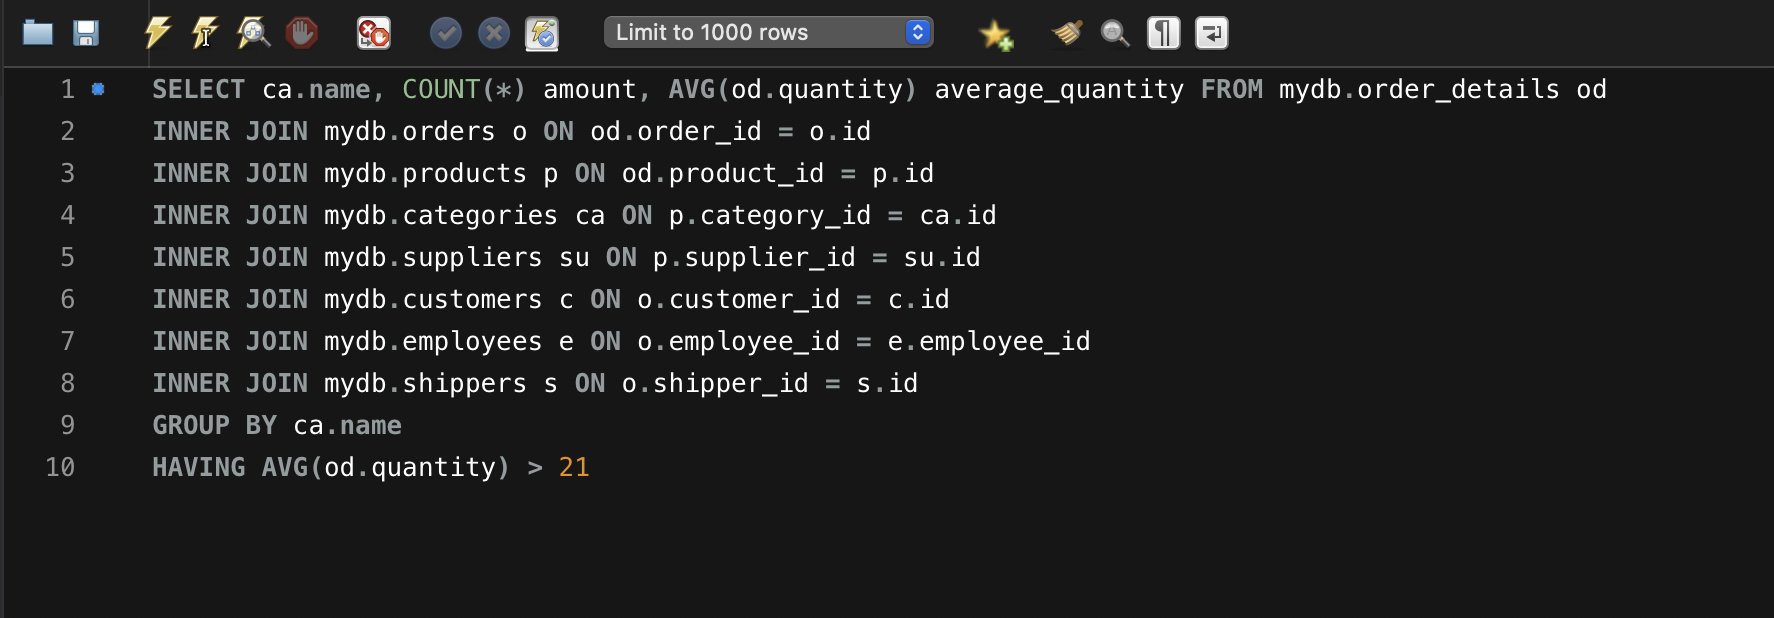 Limit to 1000 rows
1 SELECT ca.name, COUNT(*) amount, AVG(od.quantity) average_quantity FROM mydb.order_details od
2 INNER JOIN mydb.orders o ON od.order_id = o.id
3 INNER JOIN mydb.products p ON od.product_id = p.id
4 INNER JOIN mydb.categories ca ON p.category_id = ca.id
5 INNER JOIN mydb.suppliers su ON p.supplier_id = su.id
6 INNER JOIN mydb.customers c ON o.customer_id = c.id
7 INNER JOIN mydb.employees e ON o.employee_id = e.employee_id
8 INNER JOIN mydb.shippers s ON o.shipper_id = s.id
9 GROUP BY ca.name
10 HAVING AVG(od.quantity) > 21